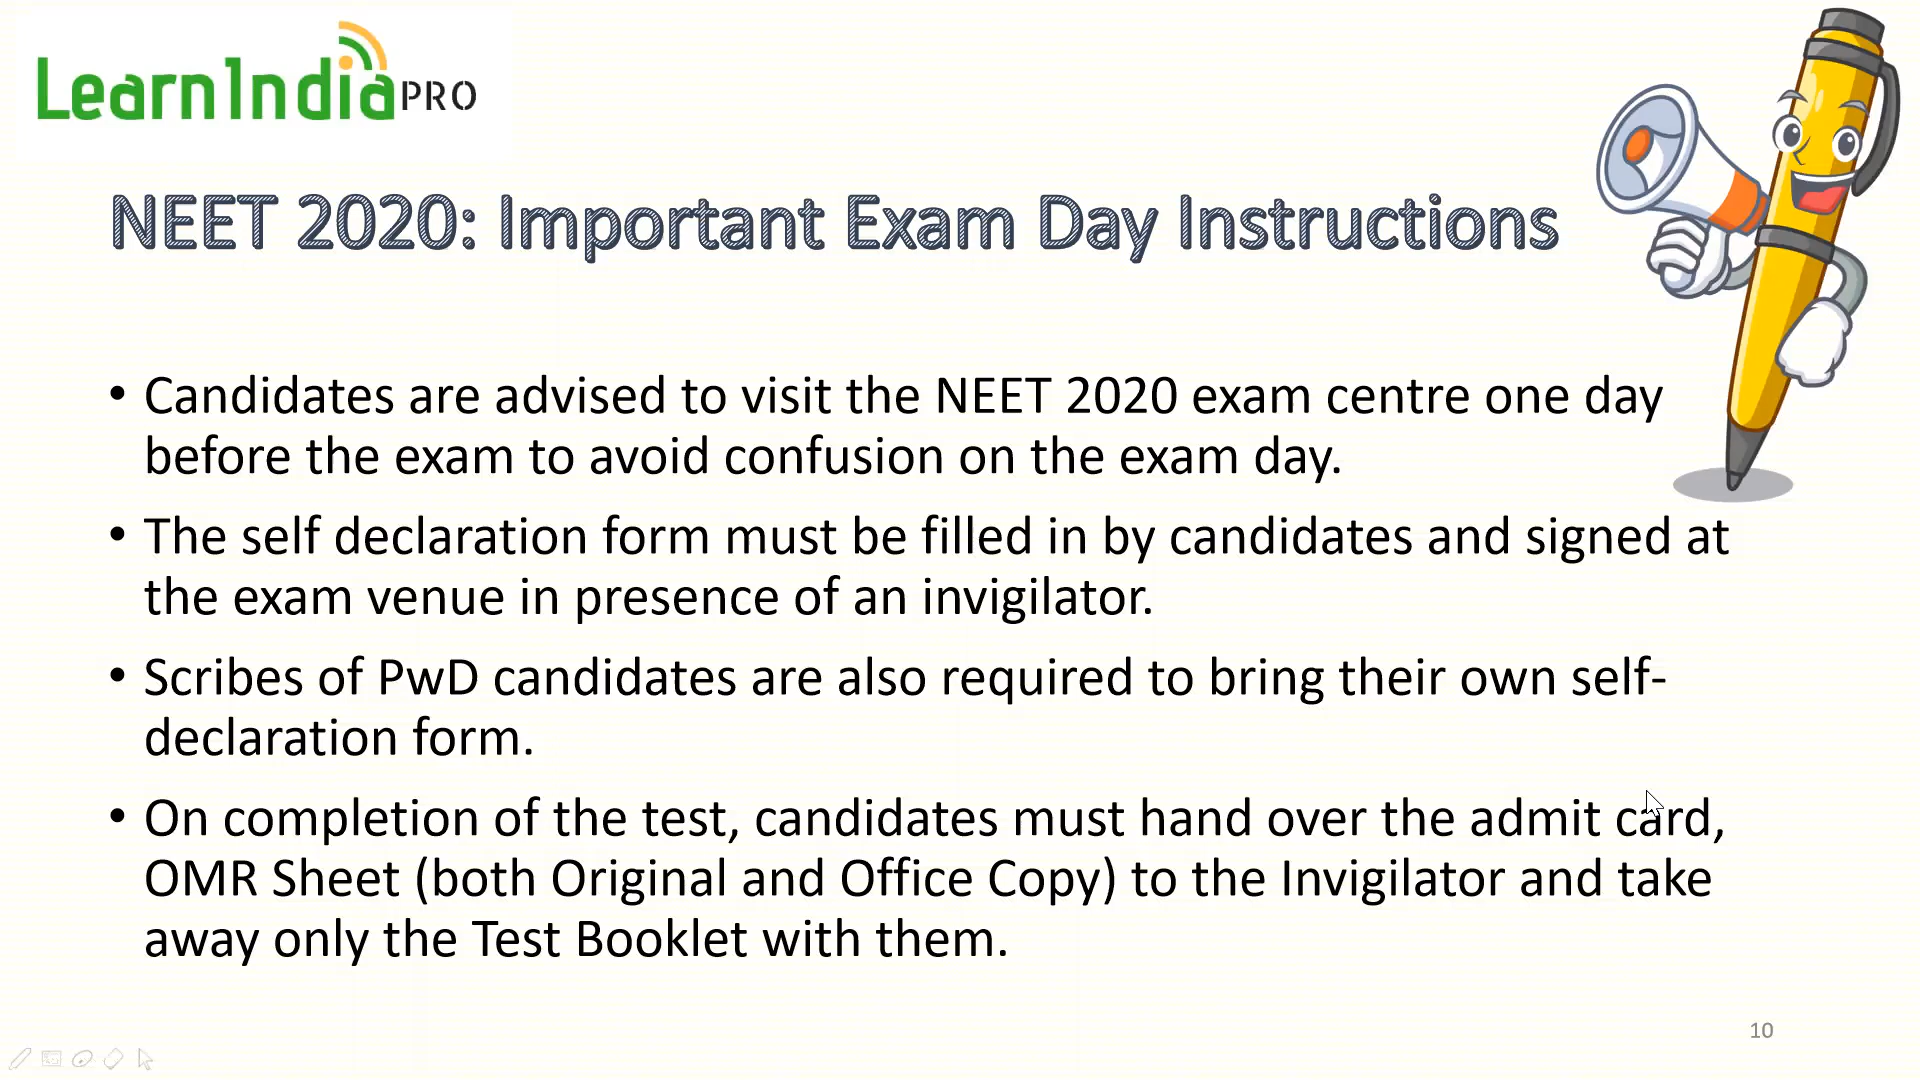 LearnIndia PRO
NEET 2020: Important Exam Day Instructions
• Candidates are advised to visit the NEET 2020 exam centre one day
before the exam to avoid confusion on the exam day.
• The self declaration form must be filled in by candidates and signed at
the exam venue in presence of an invigilator.
• Scribes of PwD candidates are also required to bring their own self-
declaration form.
• On completion of the test, candidates must hand over the admit card,
OMR Sheet (both Original and Office Copy) to the Invigilator and take
away only the Test Booklet with them.
10